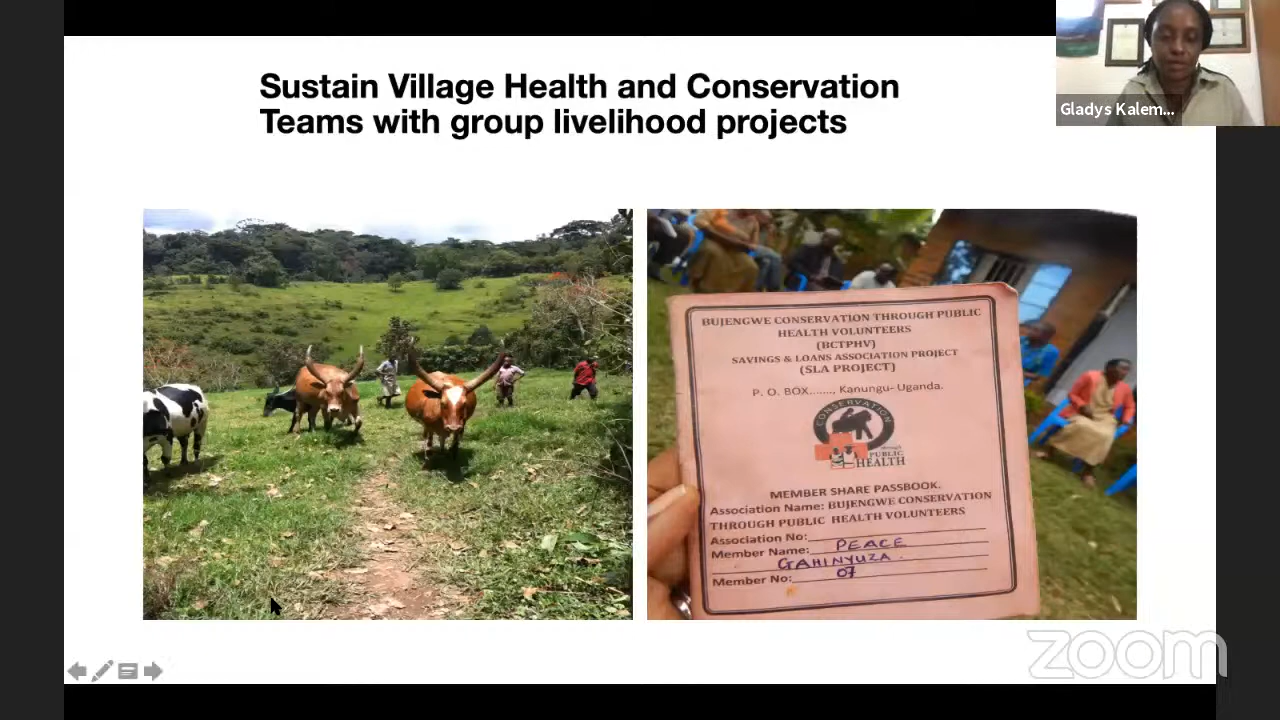 Sustain Village Health and Conservation
Teams with group livelihood projects
Gladys Kalem...
BUJENGWE CONSERVATION THROUGH PUBLIC
HEALTH VOLUNTEERS
(BCTPHV)
SAVINGS & LOANS ASSOCIATION PROJECT
(SLA PROJECT)
P. O. BOX......., Kanungu- Uganda.
CONSERVATION
through
PUBLIC
HEALTH
MEMBER SHARE PASSBOOK.
Association Name: BUJENGWE CONSERVATION
THROUGH PUBLIC HEALTH VOLUNTEERS
Association No:
Member Name: PEACE
GAHINYUZA.
Member No: 07
zoom